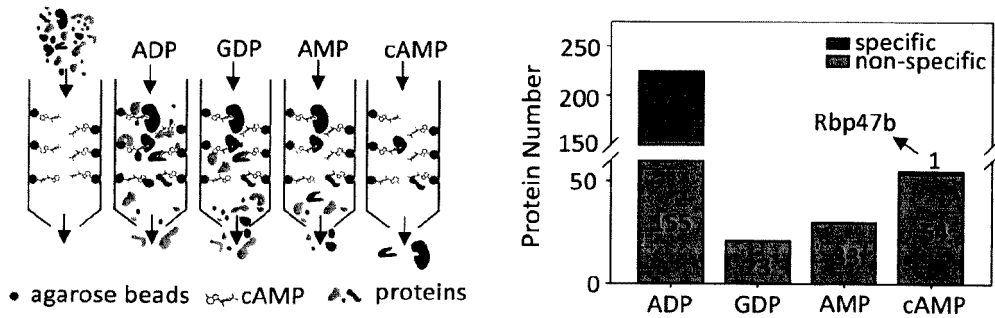 ADP GDP AMP cAMP
agarose beads cAMP proteins
Protein Number
250
200
150
50
0
specific
non-specific
Rbp47b
1
ADP GDP AMP cAMP